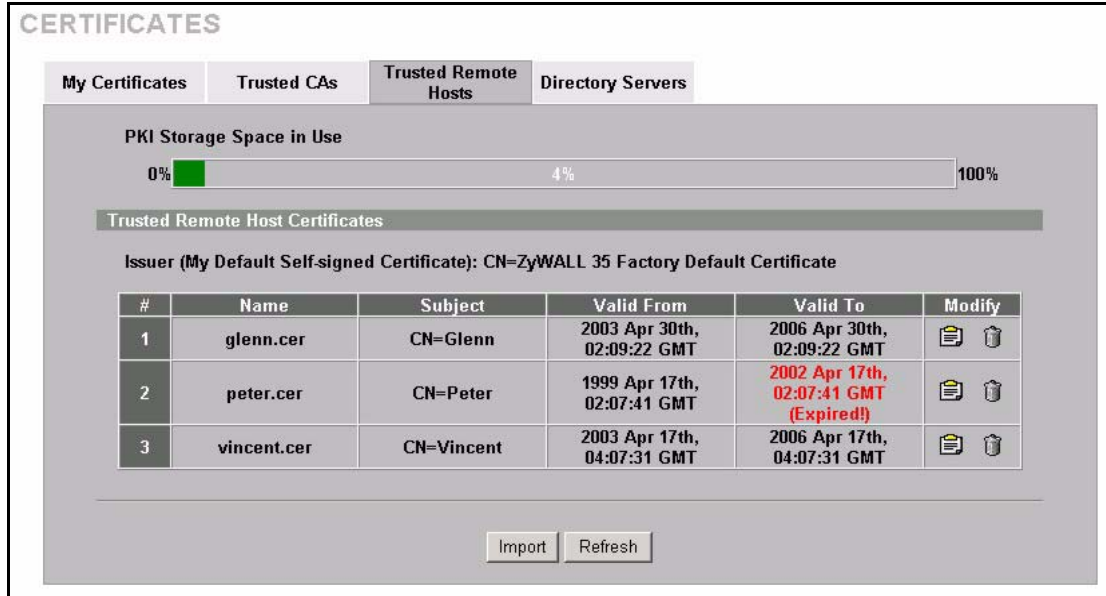 CERTIFICATES
My Certificates Trusted CAs Trusted Remote Hosts Directory Servers
PKI Storage Space in Use
0% 4% 100%
Trusted Remote Host Certificates
Issuer (My Default Self-signed Certificate): CN=ZyWALL 35 Factory Default Certificate
# Name Subject Valid From Valid To Modify
1 glenn.cer CN=Glenn 2003 Apr 30th, 02:09:22 GMT 2006 Apr 30th, 02:09:22 GMT
2 peter.cer CN=Peter 1999 Apr 17th, 02:07:41 GMT 2002 Apr 17th, 02:07:41 GMT (Expired!)
3 vincent.cer CN=Vincent 2003 Apr 17th, 04:07:31 GMT 2006 Apr 17th, 04:07:31 GMT
Import Refresh